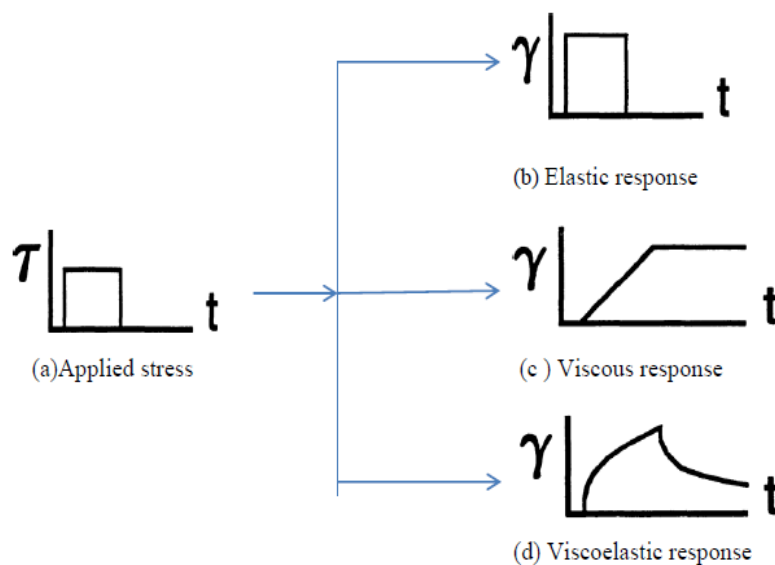 γ
t
(b) Elastic response
τ
t
(a)Applied stress
γ
t
(c ) Viscous response
γ
t
(d) Viscoelastic response